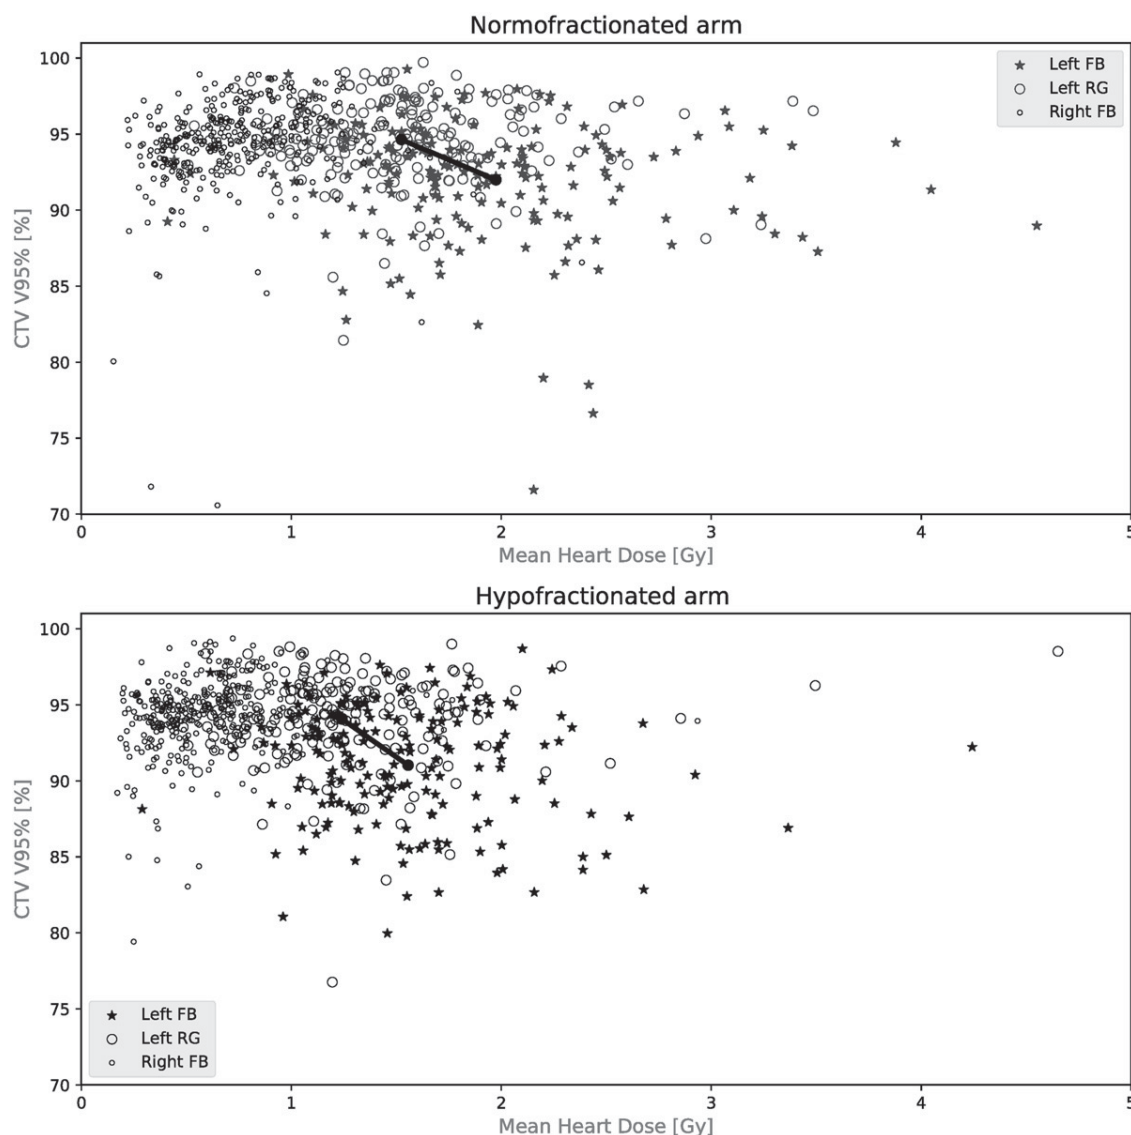 Normofractionated arm
100
95
90
85
80
75
70
CTV V95% [%]
Left FB
Left RG
Right FB
0 1 2 3 4 5
Mean Heart Dose [Gy]
Hypofractionated arm
100
95
90
85
80
75
70
CTV V95% [%]
Left FB
Left RG
Right FB
0 1 2 3 4 5
Mean Heart Dose [Gy]